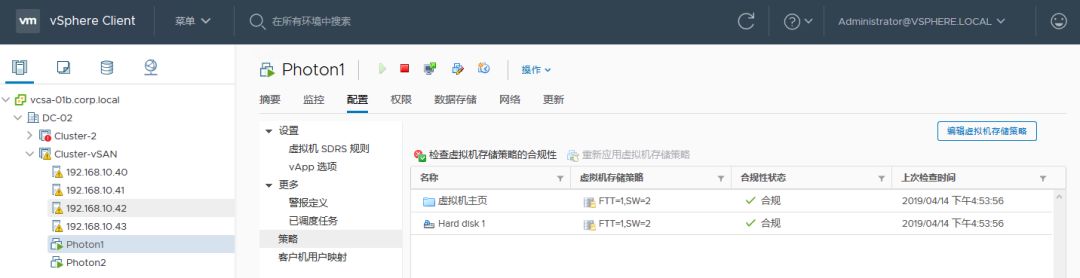 vm vSphere Client 菜单 在所有环境中搜索 Administrator@VSPHERE.LOCAL
Photon1 操作
vcsa-01b.corp.local
DC-02
Cluster-2
Cluster-vSAN
192.168.10.40
192.168.10.41
192.168.10.42
192.168.10.43
Photon1
Photon2
摘要 监控 配置 权限 数据存储 网络 更新
设置
虚拟机 SDRS 规则
vApp 选项
更多
警报定义
已调度任务
策略
客户机用户映射
编辑虚拟机存储策略
检查虚拟机存储策略的合规性 重新应用虚拟机存储策略
名称 虚拟机存储策略 合规性状态 上次检查时间
虚拟机主页 FTT=1,SW=2 合规 2019/04/14 下午4:53:56
Hard disk 1 FTT=1,SW=2 合规 2019/04/14 下午4:53:56